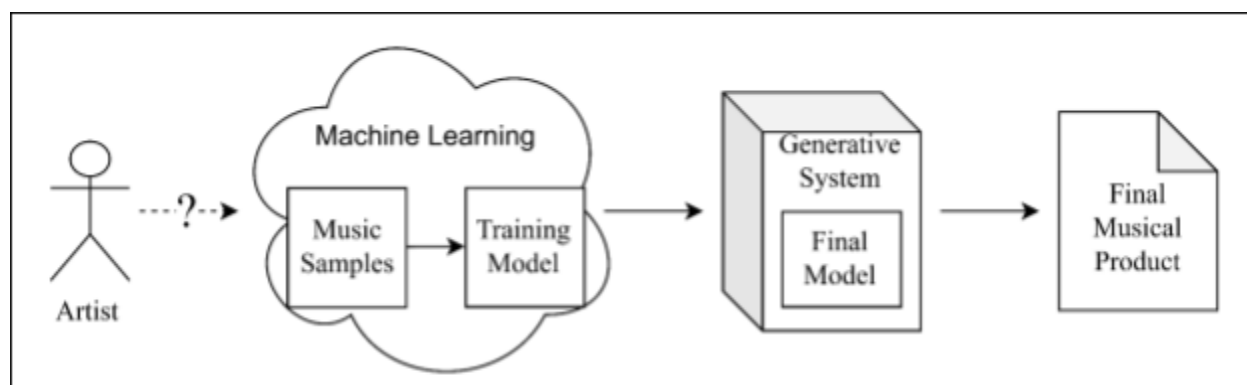 Artist
?
Machine Learning
Music
Samples
Training
Model
Generative
System
Final
Model
Final
Musical
Product